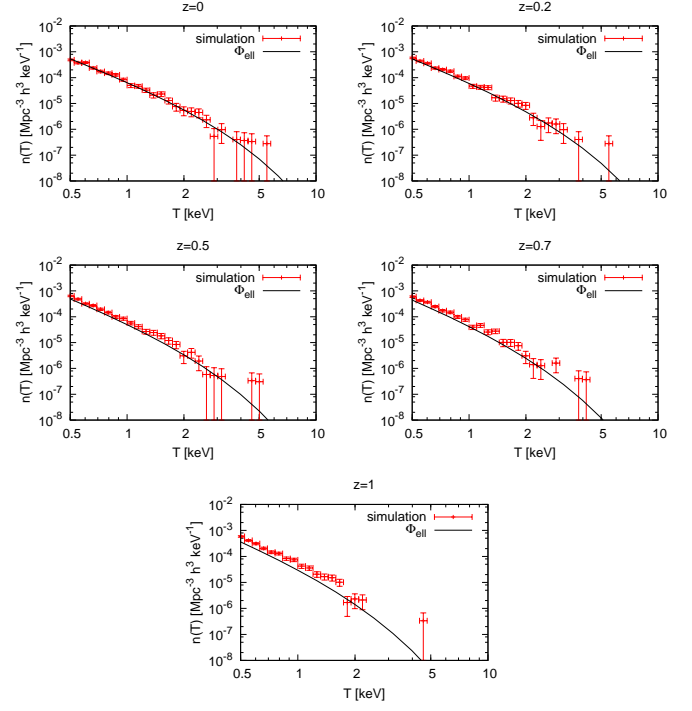 z=0
n(T) [Mpc⁻³ h³ keV⁻¹]
10⁻²
10⁻³
10⁻⁴
10⁻⁵
10⁻⁶
10⁻⁷
10⁻⁸
simulation
Φell
0.5 1 2 5 10
T [keV]
z=0.2
n(T) [Mpc⁻³ h³ keV⁻¹]
10⁻²
10⁻³
10⁻⁴
10⁻⁵
10⁻⁶
10⁻⁷
10⁻⁸
simulation
Φell
0.5 1 2 5 10
T [keV]
z=0.5
n(T) [Mpc⁻³ h³ keV⁻¹]
10⁻²
10⁻³
10⁻⁴
10⁻⁵
10⁻⁶
10⁻⁷
10⁻⁸
simulation
Φell
0.5 1 2 5 10
T [keV]
z=0.7
n(T) [Mpc⁻³ h³ keV⁻¹]
10⁻²
10⁻³
10⁻⁴
10⁻⁵
10⁻⁶
10⁻⁷
10⁻⁸
simulation
Φell
0.5 1 2 5 10
T [keV]
z=1
n(T) [Mpc⁻³ h³ keV⁻¹]
10⁻²
10⁻³
10⁻⁴
10⁻⁵
10⁻⁶
10⁻⁷
10⁻⁸
simulation
Φell
0.5 1 2 5 10
T [keV]